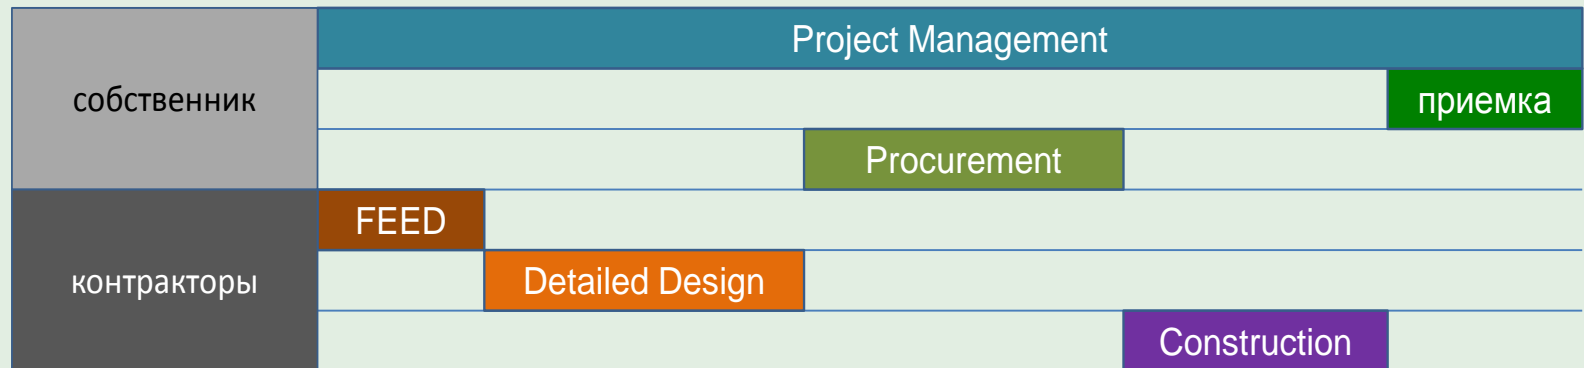 Project Management
собственник
приемка
Procurement
FEED
контракторы
Detailed Design
Construction